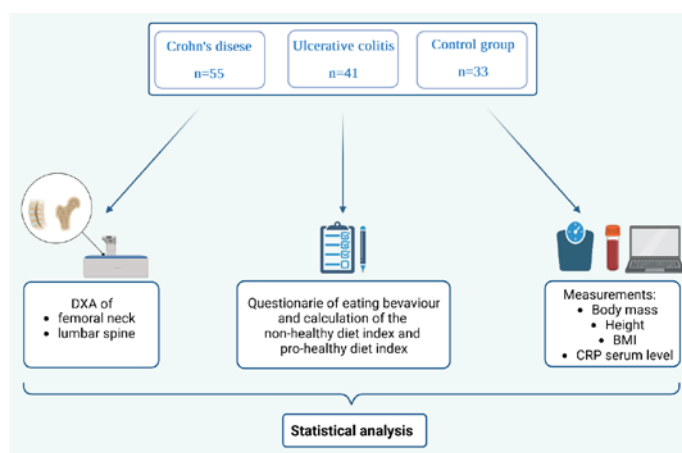 Crohn's disese
n=55
Ulcerative colitis
n=41
Control group
n=33
DXA of
• femoral neck
• lumbar spine
Questionarie of eating bevaviour
and calculation of the
non-healthy diet index and
pro-healthy diet index
Measurements:
• Body mass
• Height
• BMI
• CRP serum level
Statistical analysis